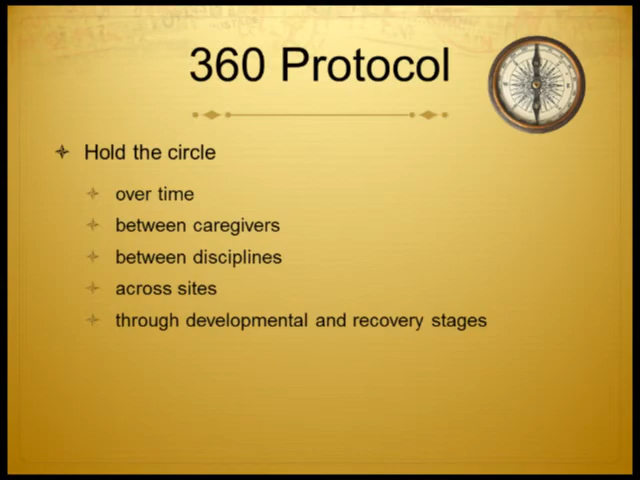 360 Protocol
Hold the circle
over time
between caregivers
between disciplines
across sites
through developmental and recovery stages